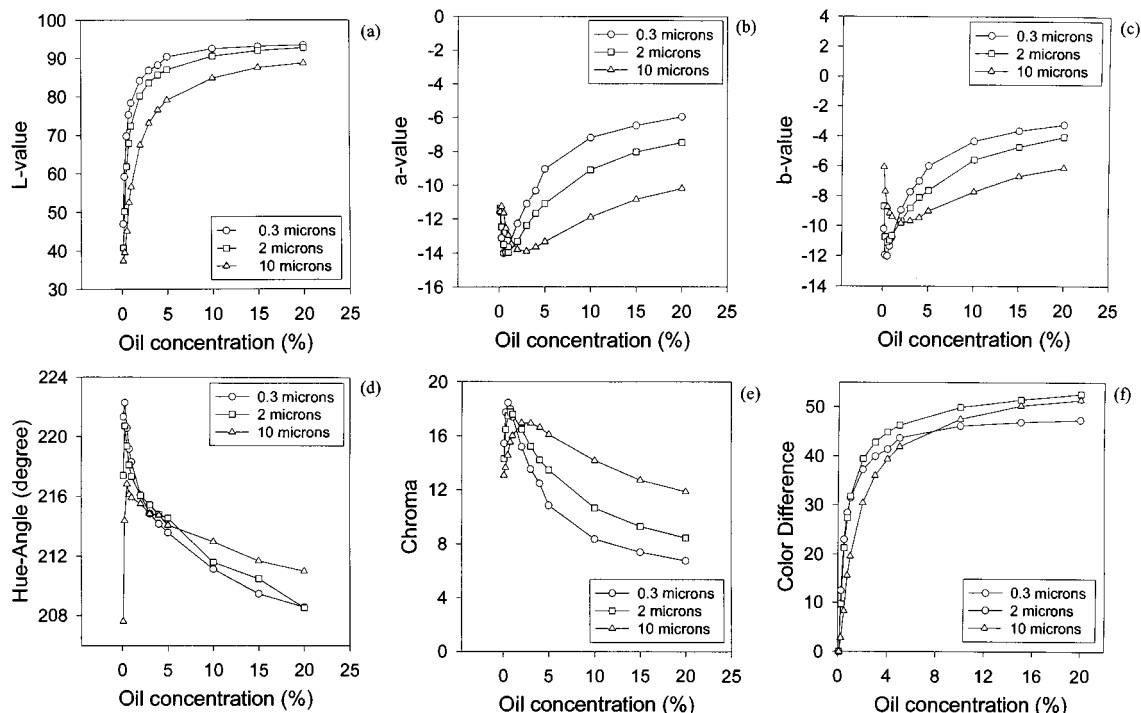 (a)
L-value
100
90
80
70
60
50
40
30
0.3 microns
2 microns
10 microns
0 5 10 15 20 25
Oil concentration (%)
(b)
a-value
0
-2
-4
-6
-8
-10
-12
-14
-16
0.3 microns
2 microns
10 microns
0 5 10 15 20 25
Oil concentration (%)
(c)
b-value
4
2
0
-2
-4
-6
-8
-10
-12
-14
0.3 microns
2 microns
10 microns
0 5 10 15 20 25
Oil concentration (%)
(d)
Hue-Angle (degree)
224
220
216
212
208
0.3 microns
2 microns
10 microns
0 5 10 15 20 25
Oil concentration (%)
(e)
Chroma
20
16
12
8
4
0
0.3 microns
2 microns
10 microns
0 5 10 15 20 25
Oil concentration (%)
(f)
Color Difference
50
40
30
20
10
0
0.3 microns
2 microns
10 microns
0 4 8 12 16 20
Oil concentration (%)